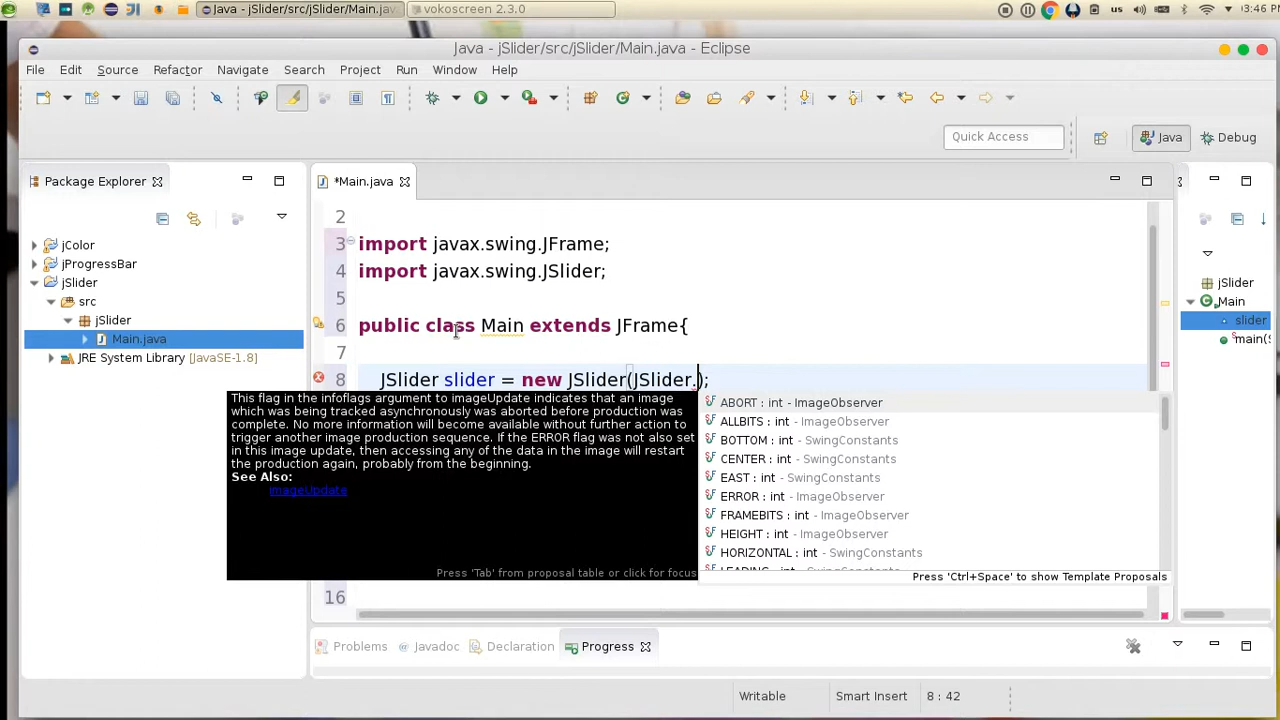 Java - jSlider/src/jSlider/Main.jav
vokoscreen 2.3.0
us
3:46 PM
Java - jSlider/src/jSlider/Main.java - Eclipse
File Edit Source Refactor Navigate Search Project Run Window Help
Quick Access
Java
Debug
Package Explorer
*Main.java
jColor
jProgressBar
jSlider
src
jSlider
Main.java
JRE System Library [JavaSE-1.8]
2
3 import javax.swing.JFrame;
4 import javax.swing.JSlider;
5
6 public class Main extends JFrame{
7
8 JSlider slider = new JSlider(JSlider.);
This flag in the infoflags argument to imageUpdate indicates that an image
which was being tracked asynchronously was aborted before production was
complete. No more information will become available without further action to
trigger another image production sequence. If the ERROR flag was not also set
in this image update, then accessing any of the data in the image will restart
the production again, probably from the beginning.
See Also:
imageUpdate
Press 'Tab' from proposal table or click for focus
ABORT : int - ImageObserver
ALLBITS : int - ImageObserver
BOTTOM : int - SwingConstants
CENTER : int - SwingConstants
EAST : int - SwingConstants
ERROR : int - ImageObserver
FRAMEBITS : int - ImageObserver
HEIGHT : int - ImageObserver
HORIZONTAL : int - SwingConstants
LEADING : int - SwingConstants
Press 'Ctrl+Space' to show Template Proposals
16
jSlider
Main
slider
main(S
Problems
Javadoc
Declaration
Progress
Writable
Smart Insert
8 : 42